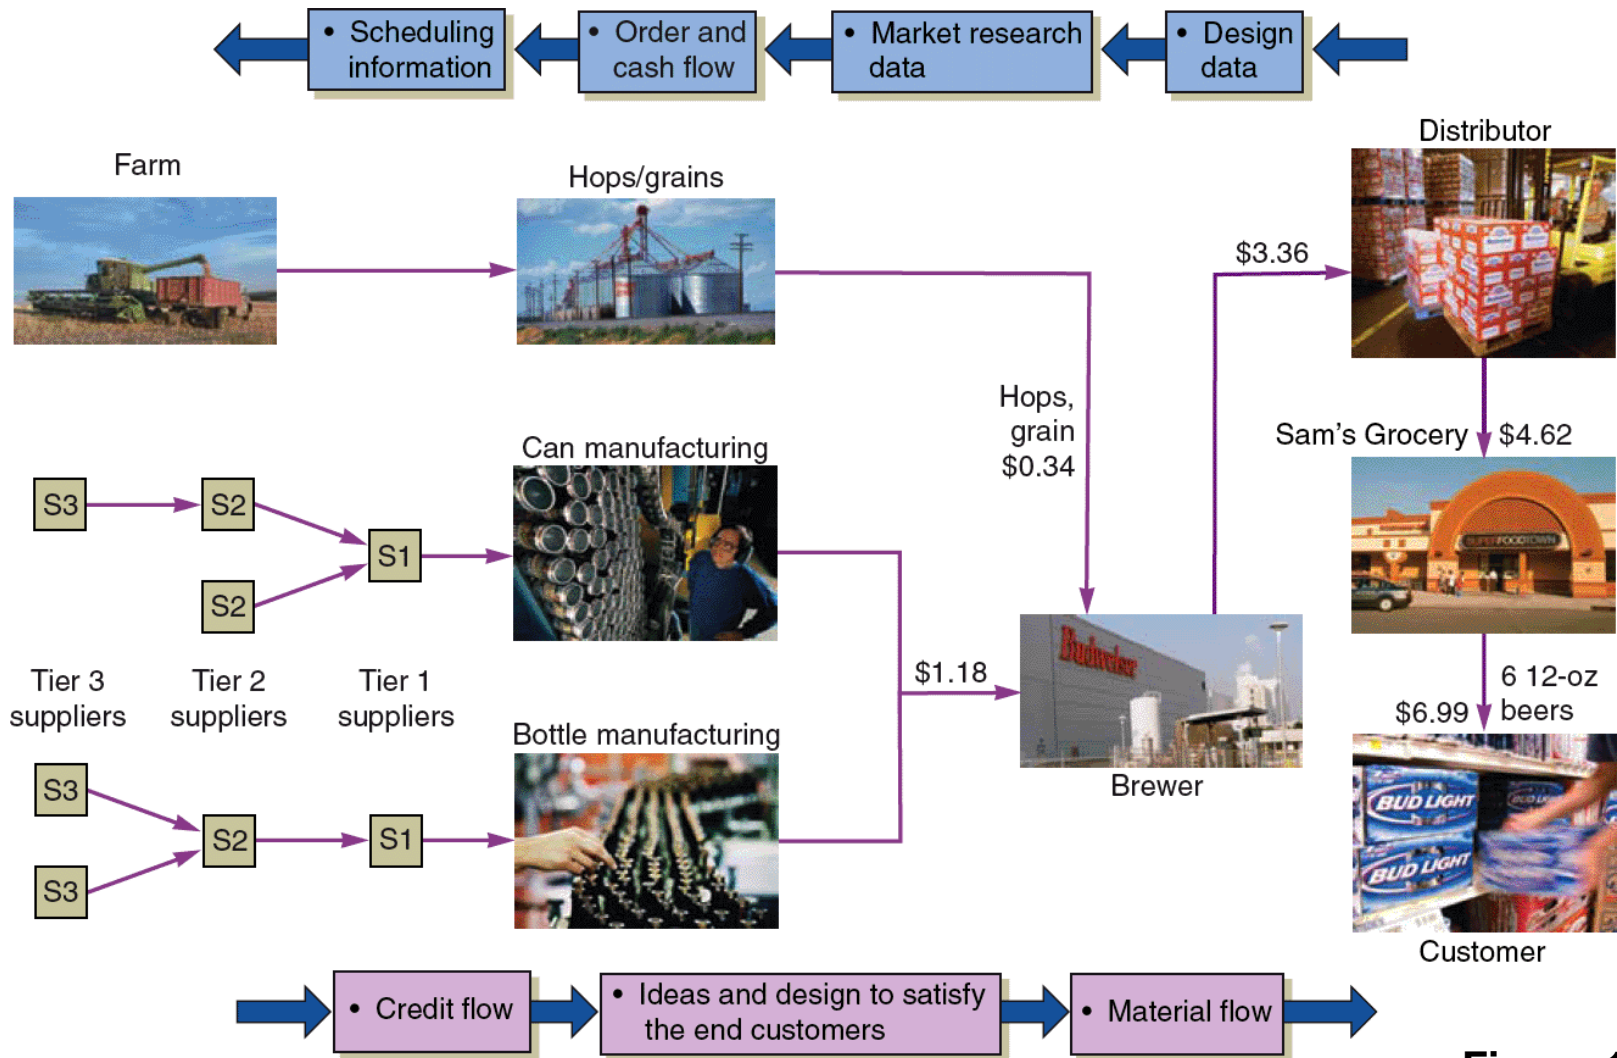 • Scheduling
information
• Order and
cash flow
• Market research
data
• Design
data
Farm
Hops/grains
Distributor
$3.36
Hops,
grain
$0.34
Sam's Grocery
$4.62
SUPERFOODTOWN
Can manufacturing
S3
S2
S1
S2
Tier 3
suppliers
Tier 2
suppliers
Tier 1
suppliers
$1.18
Budweiser
Brewer
6 12-oz
beers
$6.99
Bottle manufacturing
S3
S2
S1
S3
BUD LIGHT
BUD LIGHT
Customer
• Credit flow
• Ideas and design to satisfy
the end customers
• Material flow